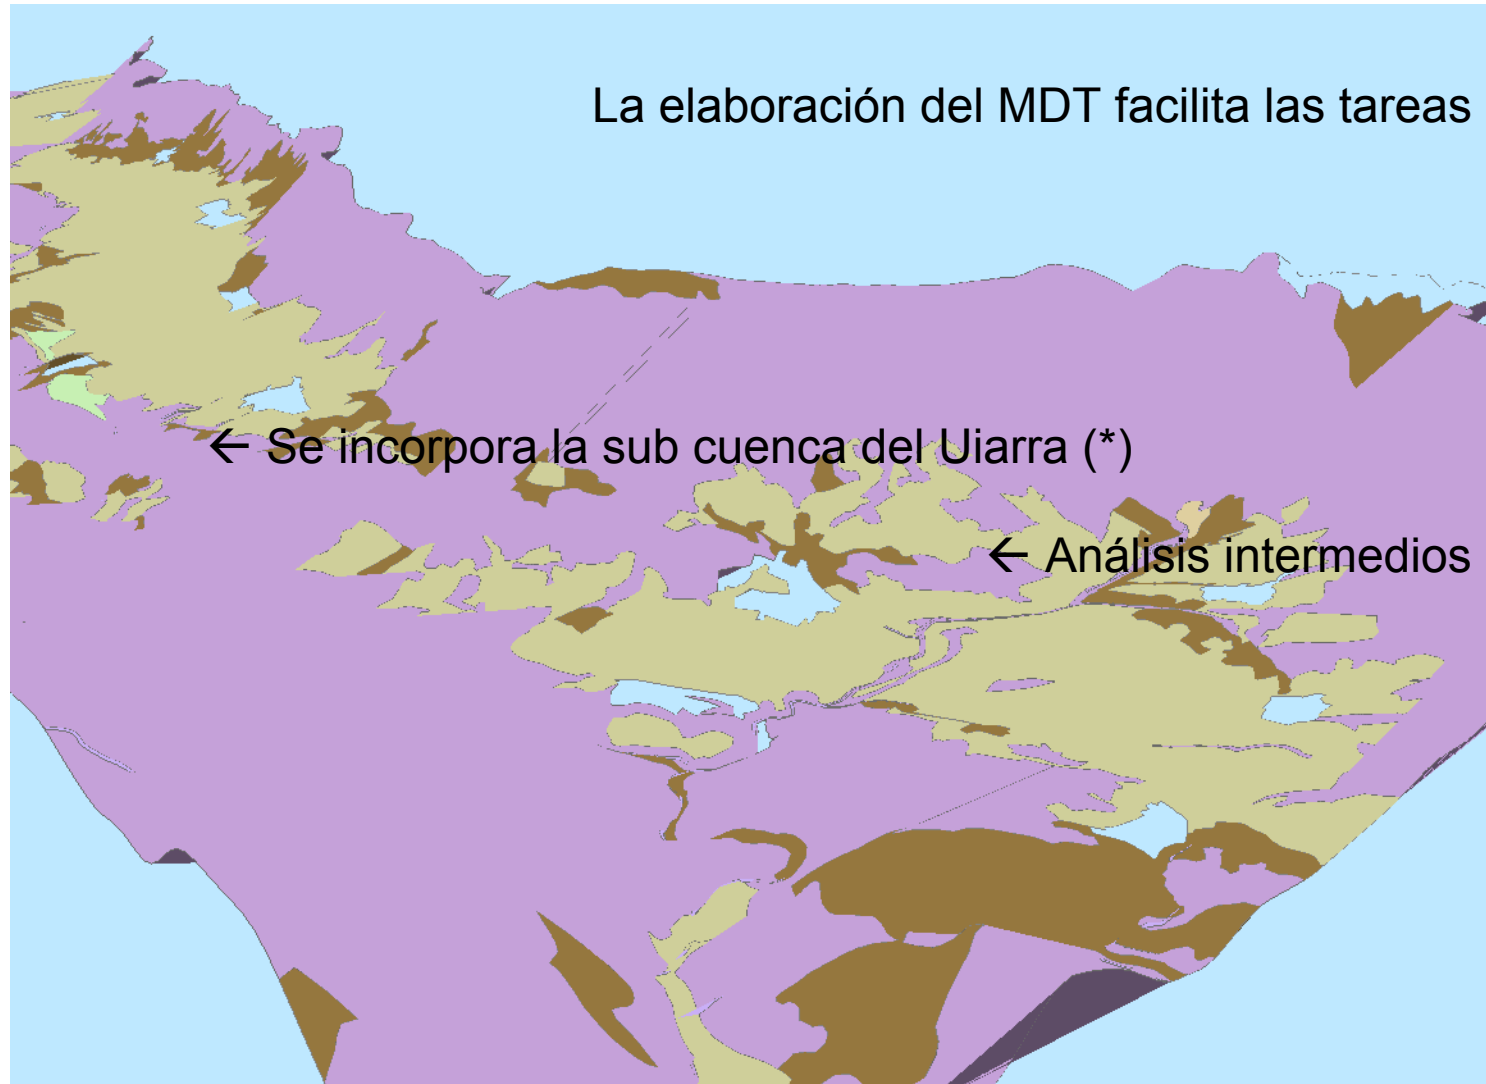 La elaboración del MDT facilita las tareas
← Se incorpora la sub cuenca del Uiarra (*)
← Análisis intermedios